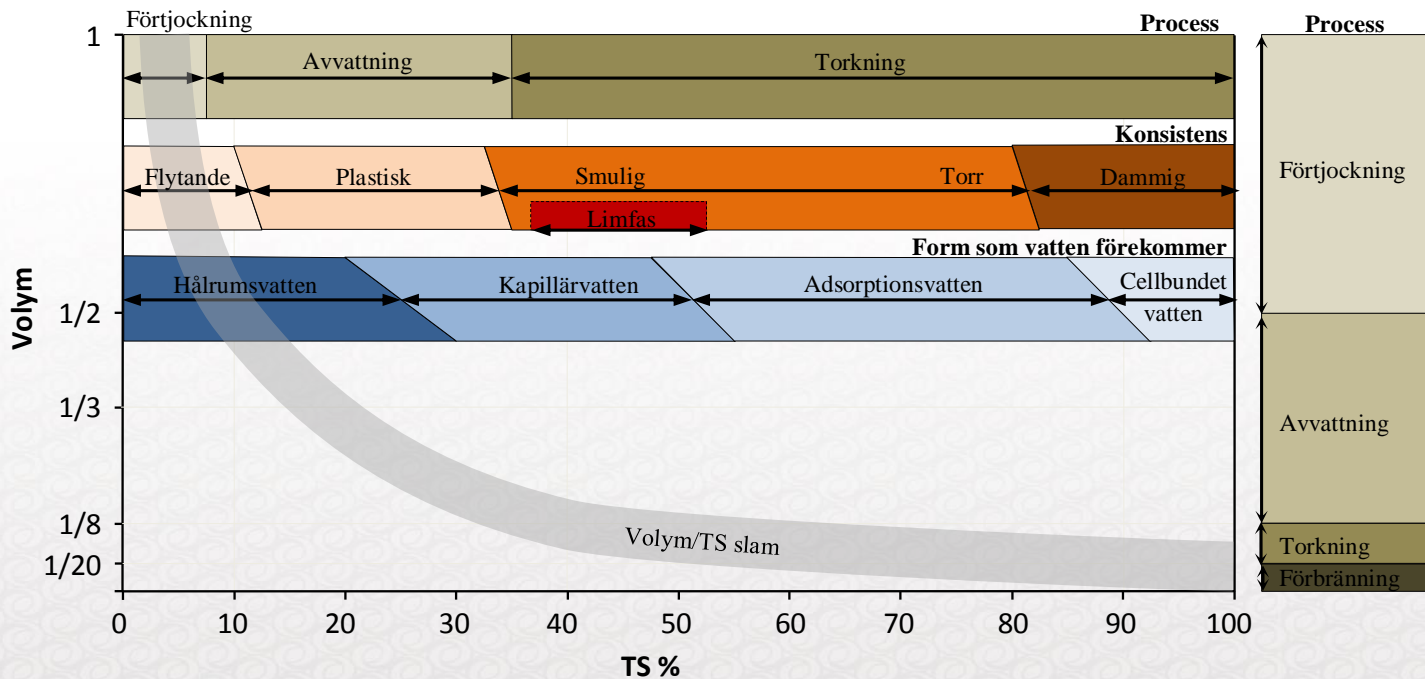 Förtjockning
Process
Process
1
Avvattning
Torkning
Konsistens
Flytande
Plastisk
Smulig
Torr
Dammig
Förtjockning
Limfas
Form som vatten förekommer
Hålrumsvatten
Kapillärvatten
Adsorptionsvatten
Cellbundet
vatten
Volym
1/2
1/3
Avvattning
1/8
Volym/TS slam
Torkning
1/20
Förbränning
0 10 20 30 40 50 60 70 80 90 100
TS %